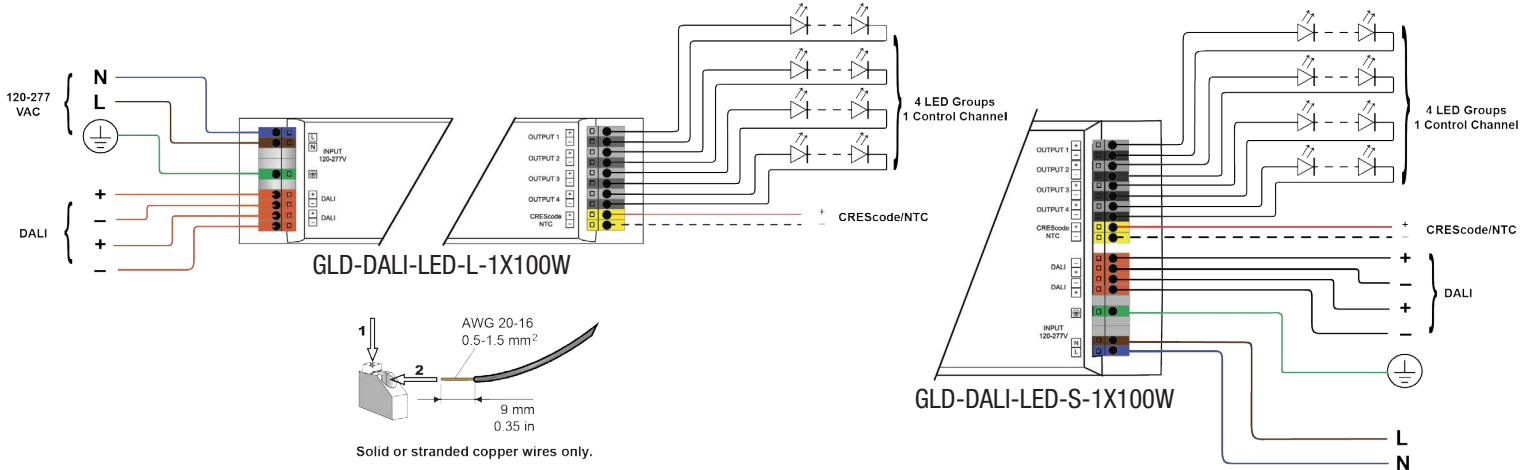 N
L
120-277
VAC
+
−
+
−
DALI
L
N
INPUT
120-277V
+
−
DALI
+
−
DALI
OUTPUT 1
+
−
OUTPUT 2
+
−
OUTPUT 3
+
−
OUTPUT 4
+
−
CREScode
NTC
+
−
4 LED Groups
1 Control Channel
+
−
CREScode/NTC
GLD-DALI-LED-L-1X100W
1
2
AWG 20-16
0.5-1.5 mm²
9 mm
0.35 in
Solid or stranded copper wires only.
OUTPUT 1
+
−
OUTPUT 2
+
−
OUTPUT 3
+
−
OUTPUT 4
+
−
CREScode
NTC
+
−
DALI
−
+
DALI
−
+
INPUT
120-277V
N
L
4 LED Groups
1 Control Channel
+
−
CREScode/NTC
+
−
+
−
DALI
L
N
GLD-DALI-LED-S-1X100W